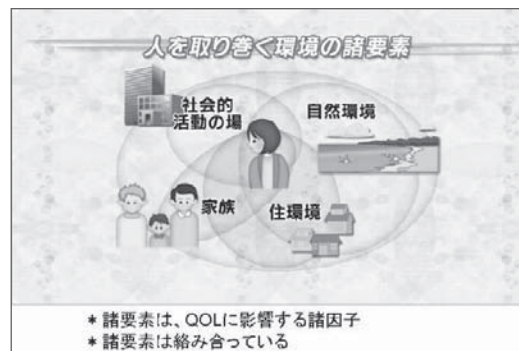 人を取り巻く環境の諸要素
社会的
活動の場
自然環境
家族
住環境
* 諸要素は、QOLに影響する諸因子
* 諸要素は絡み合っている